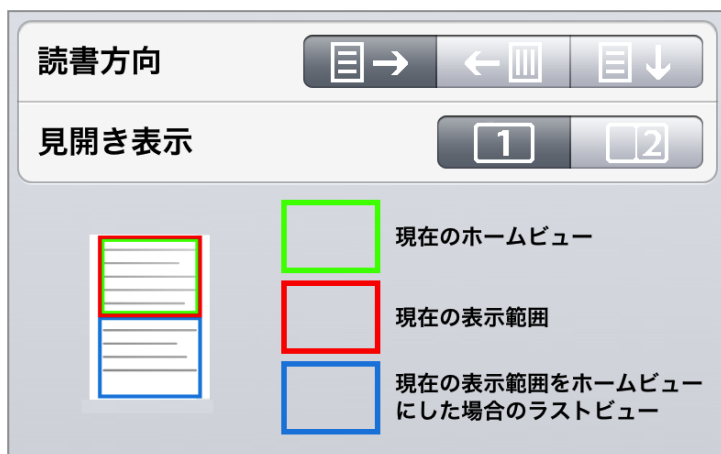 読書方向
見開き表示
1
2
現在のホームビュー
現在の表示範囲
現在の表示範囲をホームビュー
にした場合のラストビュー